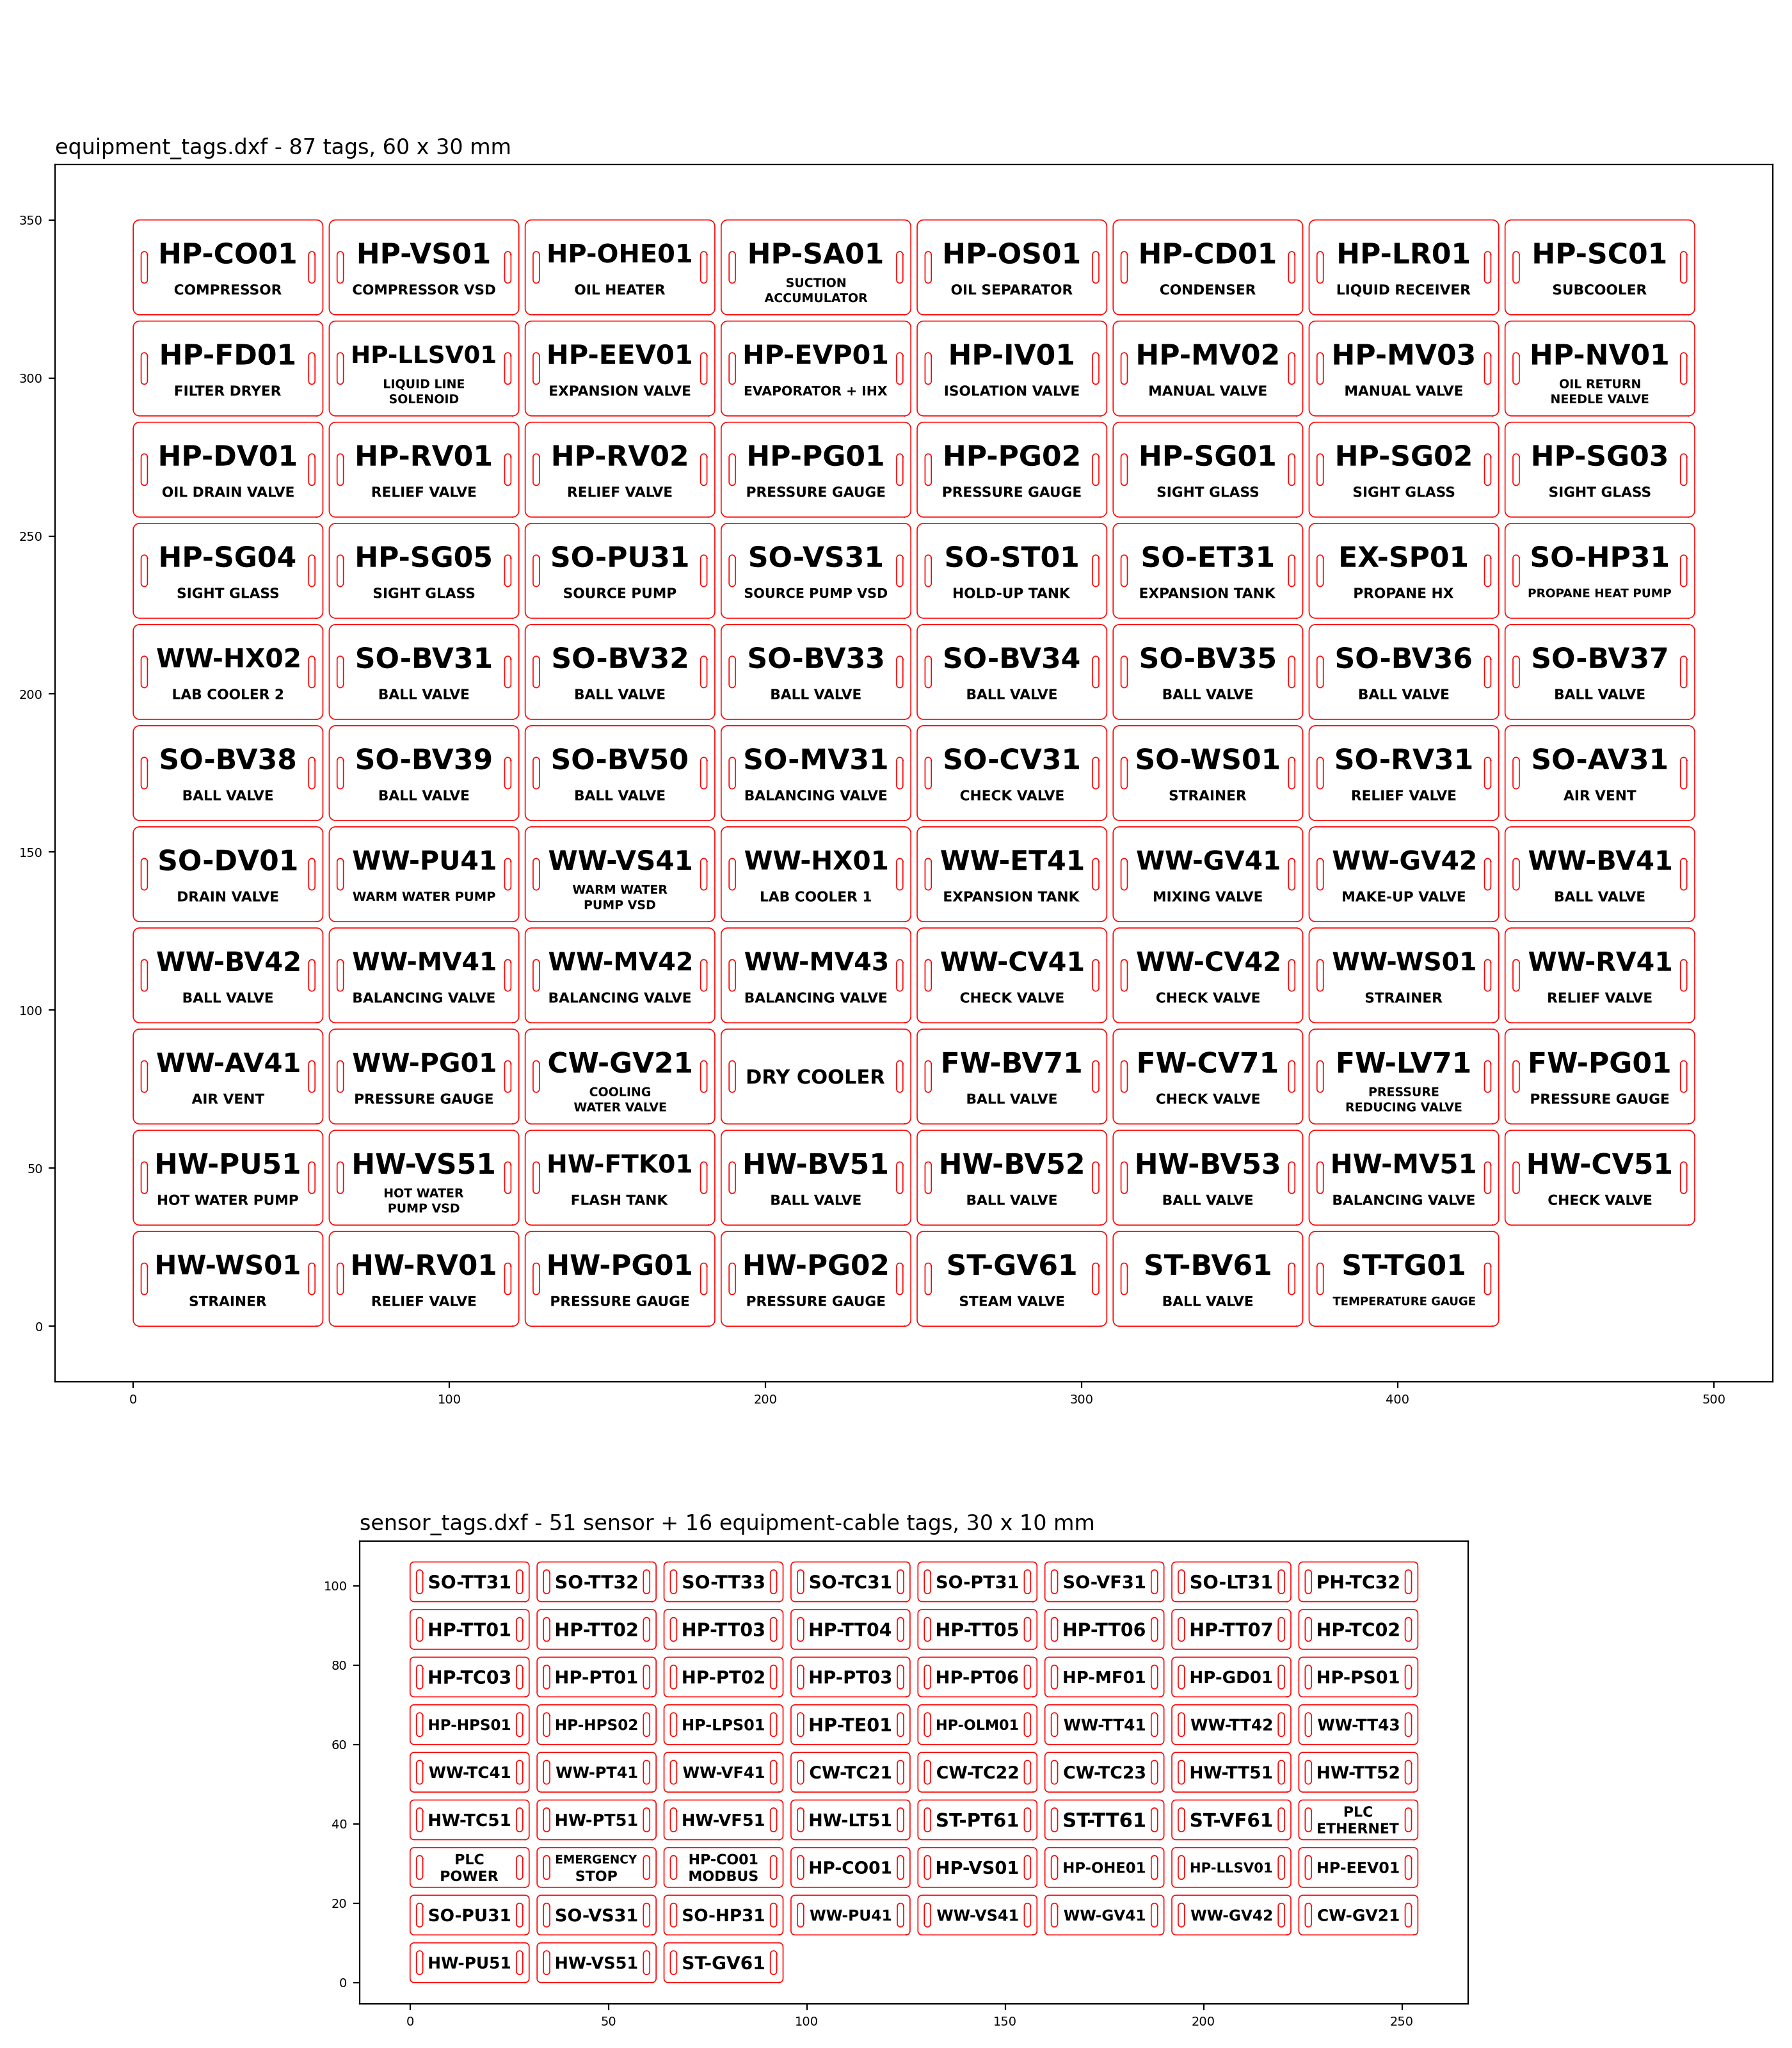 equipment_tags.dxf - 87 tags, 60 x 30 mm
350
HP-CO01 HP-VS01 HP-OHE01 HP-SA01 HP-OS01 HP-CD01 HP-LR01 HP-SC01
COMPRESSOR COMPRESSOR VSD OIL HEATER SUCTION ACCUMULATOR OIL SEPARATOR CONDENSER LIQUID RECEIVER SUBCOOLER
300
HP-FD01 HP-LLSV01 HP-EEV01 HP-EVP01 HP-IV01 HP-MV02 HP-MV03 HP-NV01
FILTER DRYER LIQUID LINE SOLENOID EXPANSION VALVE EVAPORATOR + IHX ISOLATION VALVE MANUAL VALVE MANUAL VALVE OIL RETURN NEEDLE VALVE
HP-DV01 HP-RV01 HP-RV02 HP-PG01 HP-PG02 HP-SG01 HP-SG02 HP-SG03
OIL DRAIN VALVE RELIEF VALVE RELIEF VALVE PRESSURE GAUGE PRESSURE GAUGE SIGHT GLASS SIGHT GLASS SIGHT GLASS
250
HP-SG04 HP-SG05 SO-PU31 SO-VS31 SO-ST01 SO-ET31 EX-SP01 SO-HP31
SIGHT GLASS SIGHT GLASS SOURCE PUMP SOURCE PUMP VSD HOLD-UP TANK EXPANSION TANK PROPANE HX PROPANE HEAT PUMP
200
WW-HX02 SO-BV31 SO-BV32 SO-BV33 SO-BV34 SO-BV35 SO-BV36 SO-BV37
LAB COOLER 2 BALL VALVE BALL VALVE BALL VALVE BALL VALVE BALL VALVE BALL VALVE BALL VALVE
SO-BV38 SO-BV39 SO-BV50 SO-MV31 SO-CV31 SO-WS01 SO-RV31 SO-AV31
BALL VALVE BALL VALVE BALL VALVE BALANCING VALVE CHECK VALVE STRAINER RELIEF VALVE AIR VENT
150
SO-DV01 WW-PU41 WW-VS41 WW-HX01 WW-ET41 WW-GV41 WW-GV42 WW-BV41
DRAIN VALVE WARM WATER PUMP WARM WATER PUMP VSD LAB COOLER 1 EXPANSION TANK MIXING VALVE MAKE-UP VALVE BALL VALVE
100
WW-BV42 WW-MV41 WW-MV42 WW-MV43 WW-CV41 WW-CV42 WW-WS01 WW-RV41
BALL VALVE BALANCING VALVE BALANCING VALVE BALANCING VALVE CHECK VALVE CHECK VALVE STRAINER RELIEF VALVE
WW-AV41 WW-PG01 CW-GV21 DRY COOLER FW-BV71 FW-CV71 FW-LV71 FW-PG01
AIR VENT PRESSURE GAUGE COOLING WATER VALVE BALL VALVE CHECK VALVE PRESSURE REDUCING VALVE PRESSURE GAUGE
50
HW-PU51 HW-VS51 HW-FTK01 HW-BV51 HW-BV52 HW-BV53 HW-MV51 HW-CV51
HOT WATER PUMP HOT WATER PUMP VSD FLASH TANK BALL VALVE BALL VALVE BALL VALVE BALANCING VALVE CHECK VALVE
0
HW-WS01 HW-RV01 HW-PG01 HW-PG02 ST-GV61 ST-BV61 ST-TG01
STRAINER RELIEF VALVE PRESSURE GAUGE PRESSURE GAUGE STEAM VALVE BALL VALVE TEMPERATURE GAUGE
0 100 200 300 400 500
sensor_tags.dxf - 51 sensor + 16 equipment-cable tags, 30 x 10 mm
100
SO-TT31 SO-TT32 SO-TT33 SO-TC31 SO-PT31 SO-VF31 SO-LT31 PH-TC32
HP-TT01 HP-TT02 HP-TT03 HP-TT04 HP-TT05 HP-TT06 HP-TT07 HP-TC02
80
HP-TC03 HP-PT01 HP-PT02 HP-PT03 HP-PT06 HP-MF01 HP-GD01 HP-PS01
60
HP-HPS01 HP-HPS02 HP-LPS01 HP-TE01 HP-OLM01 WW-TT41 WW-TT42 WW-TT43
WW-TC41 WW-PT41 WW-VF41 CW-TC21 CW-TC22 CW-TC23 HW-TT51 HW-TT52
40
HW-TC51 HW-PT51 HW-VF51 HW-LT51 ST-PT61 ST-TT61 ST-VF61 PLC ETHERNET
PLC POWER EMERGENCY STOP HP-CO01 MODBUS HP-CO01 HP-VS01 HP-OHE01 HP-LLSV01 HP-EEV01
20
SO-PU31 SO-VS31 SO-HP31 WW-PU41 WW-VS41 WW-GV41 WW-GV42 CW-GV21
0
HW-PU51 HW-VS51 ST-GV61
0 50 100 150 200 250